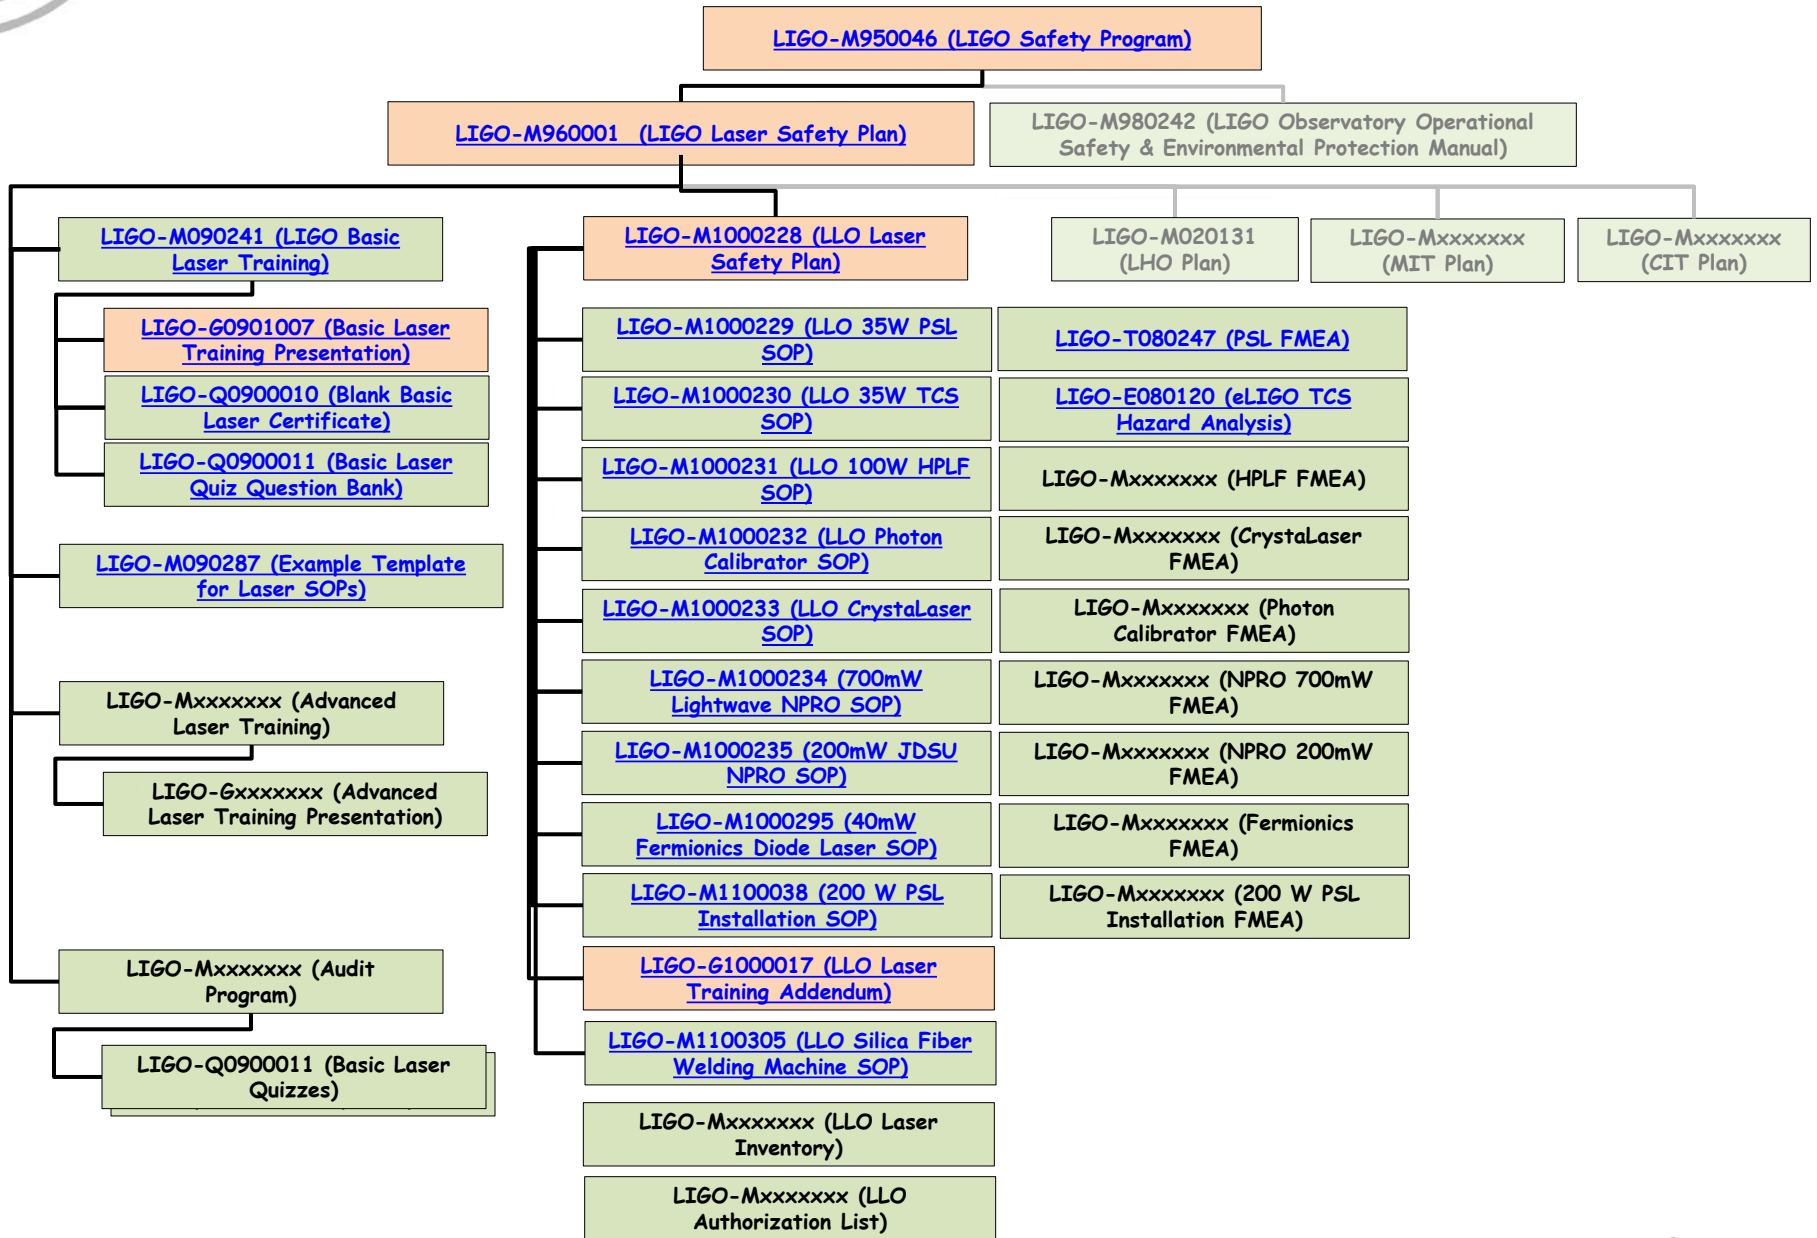 LIGO-M950046 (LIGO Safety Program)
LIGO-M960001 (LIGO Laser Safety Plan)
LIGO-M980242 (LIGO Observatory Operational
Safety & Environmental Protection Manual)
LIGO-M090241 (LIGO Basic
Laser Training)
LIGO-G0901007 (Basic Laser
Training Presentation)
LIGO-Q0900010 (Blank Basic
Laser Certificate)
LIGO-Q0900011 (Basic Laser
Quiz Question Bank)
LIGO-M090287 (Example Template
for Laser SOPs)
LIGO-Mxxxxxxx (Advanced
Laser Training)
LIGO-Gxxxxxxx (Advanced
Laser Training Presentation)
LIGO-Mxxxxxxx (Audit
Program)
LIGO-Q0900011 (Basic Laser
Quizzes)
LIGO-M1000228 (LLO Laser
Safety Plan)
LIGO-M020131
(LHO Plan)
LIGO-Mxxxxxxx
(MIT Plan)
LIGO-Mxxxxxxx
(CIT Plan)
LIGO-M1000229 (LLO 35W PSL
SOP)
LIGO-T080247 (PSL FMEA)
LIGO-M1000230 (LLO 35W TCS
SOP)
LIGO-E080120 (eLIGO TCS
Hazard Analysis)
LIGO-M1000231 (LLO 100W HPLF
SOP)
LIGO-Mxxxxxxx (HPLF FMEA)
LIGO-M1000232 (LLO Photon
Calibrator SOP)
LIGO-Mxxxxxxx (CrystaLaser
FMEA)
LIGO-M1000233 (LLO CrystaLaser
SOP)
LIGO-Mxxxxxxx (Photon
Calibrator FMEA)
LIGO-M1000234 (700mW
Lightwave NPRO SOP)
LIGO-Mxxxxxxx (NPRO 700mW
FMEA)
LIGO-M1000235 (200mW JDSU
NPRO SOP)
LIGO-Mxxxxxxx (NPRO 200mW
FMEA)
LIGO-M1000295 (40mW
Fermionics Diode Laser SOP)
LIGO-Mxxxxxxx (Fermionics
FMEA)
LIGO-M1100038 (200 W PSL
Installation SOP)
LIGO-Mxxxxxxx (200 W PSL
Installation FMEA)
LIGO-G1000017 (LLO Laser
Training Addendum)
LIGO-M1100305 (LLO Silica Fiber
Welding Machine SOP)
LIGO-Mxxxxxxx (LLO Laser
Inventory)
LIGO-Mxxxxxxx (LLO
Authorization List)